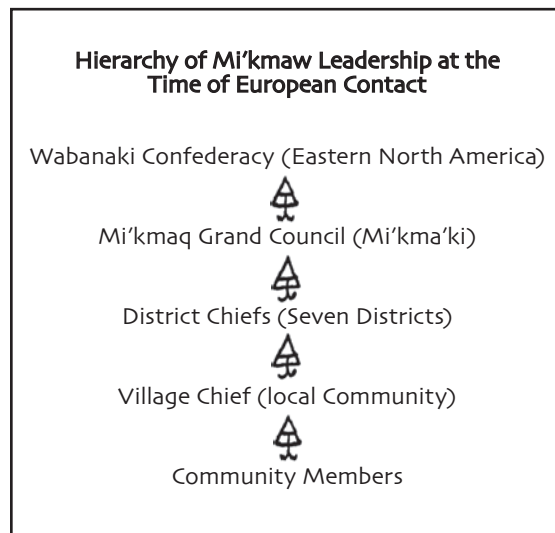 Hierarchy of Mi'kmaw Leadership at the
Time of European Contact
Wabanaki Confederacy (Eastern North America)
Mi'kmaq Grand Council (Mi'kma'ki)
District Chiefs (Seven Districts)
Village Chief (local Community)
Community Members